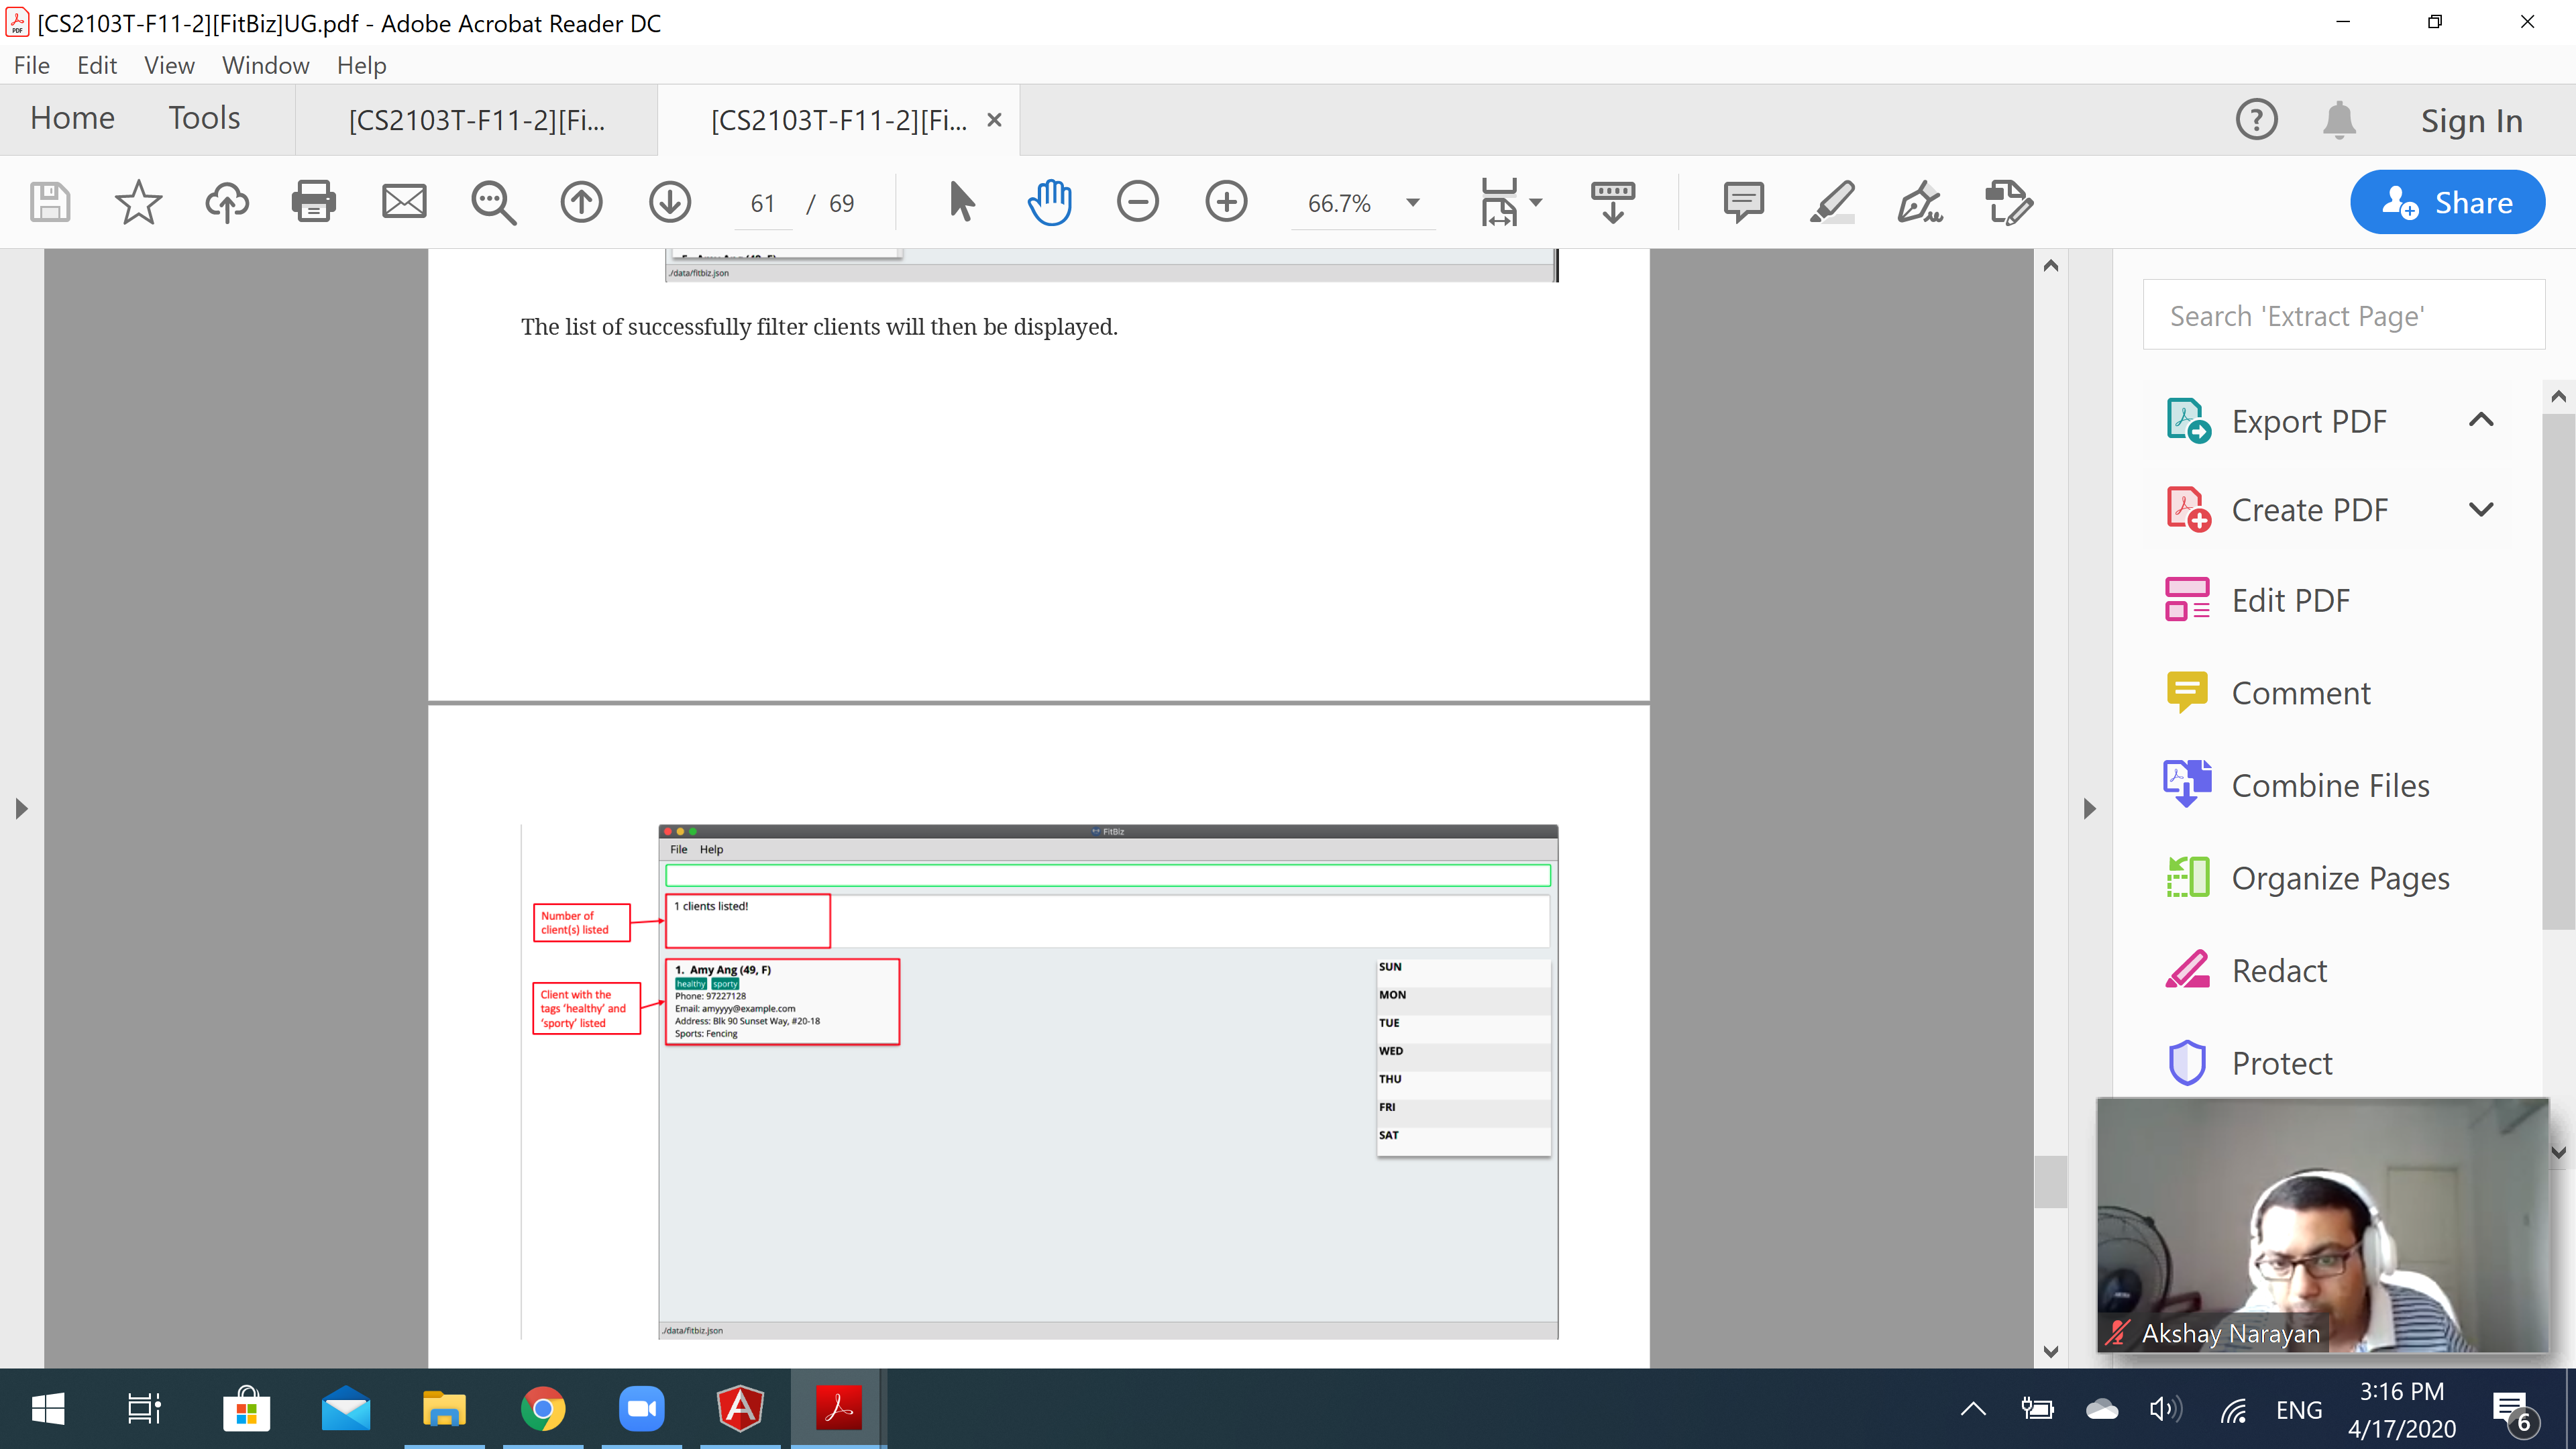 [CS2103T-F11-2][FitBiz]UG.pdf - Adobe Acrobat Reader DC
File Edit View Window Help
Home Tools [CS2103T-F11-2][Fi... [CS2103T-F11-2][Fi... Sign In
61 / 69 66.7% Share
5. Amy Ang (49, F)
./data/fitbiz.json
The list of successfully filter clients will then be displayed.
FitBiz
File Help
1 clients listed!
Number of
client(s) listed
1. Amy Ang (49, F)
healthy sporty
Phone: 97227128
Email: amyyyy@example.com
Address: Blk 90 Sunset Way, #20-18
Sports: Fencing
Client with the
tags ‘healthy’ and
‘sporty’ listed
SUN
MON
TUE
WED
THU
FRI
SAT
./data/fitbiz.json
Search 'Extract Page'
Export PDF
Create PDF
Edit PDF
Comment
Combine Files
Organize Pages
Redact
Protect
Akshay Narayan
ENG
3:16 PM
4/17/2020
6